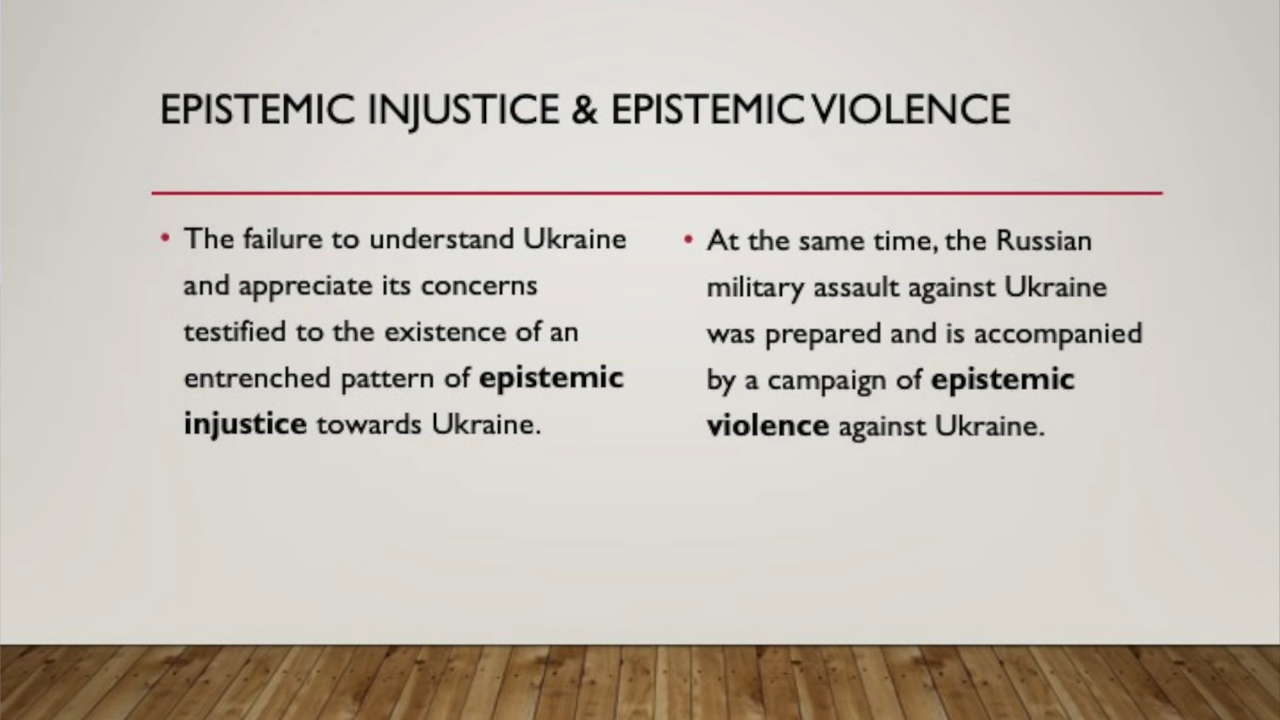 EPISTEMIC INJUSTICE & EPISTEMIC VIOLENCE
• The failure to understand Ukraine
and appreciate its concerns
testified to the existence of an
entrenched pattern of epistemic
injustice towards Ukraine.
• At the same time, the Russian
military assault against Ukraine
was prepared and is accompanied
by a campaign of epistemic
violence against Ukraine.